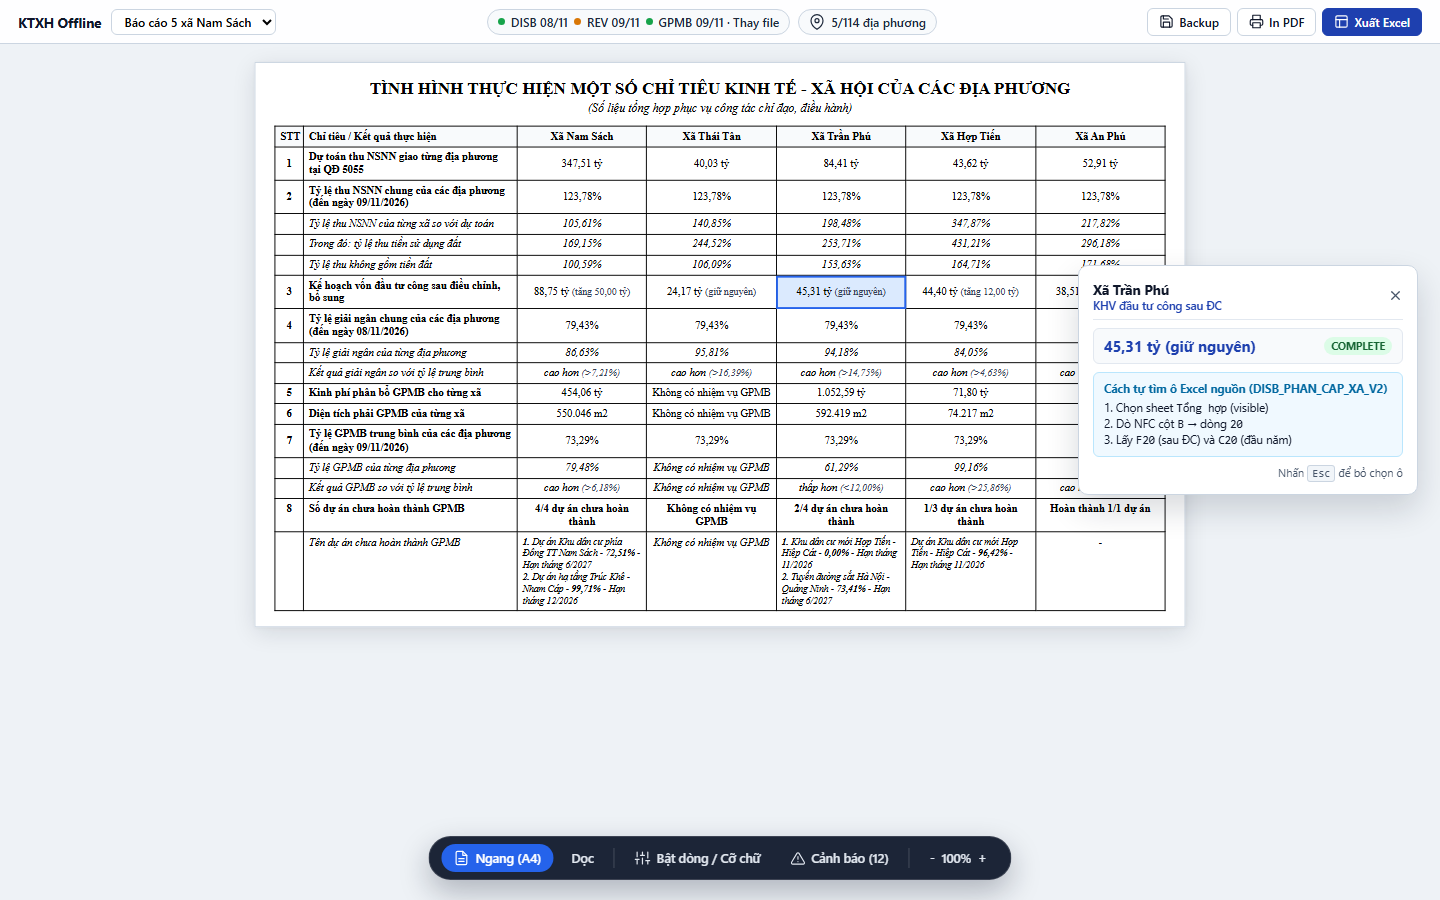 KTXH Offline
Báo cáo 5 xã Nam Sách
DISB 08/11 REV 09/11 GPMB 09/11 · Thay file
5/114 địa phương
Backup
In PDF
Xuất Excel
TÌNH HÌNH THỰC HIỆN MỘT SỐ CHỈ TIÊU KINH TẾ - XÃ HỘI CỦA CÁC ĐỊA PHƯƠNG
(Số liệu tổng hợp phục vụ công tác chỉ đạo, điều hành)
STT Chỉ tiêu / Kết quả thực hiện Xã Nam Sách Xã Thái Tân Xã Trần Phú Xã Hợp Tiến Xã An Phú
1 Dự toán thu NSNN giao từng địa phương tại QĐ 5055 347,51 tỷ 40,03 tỷ 84,41 tỷ 43,62 tỷ 52,91 tỷ
2 Tỷ lệ thu NSNN chung của các địa phương (đến ngày 09/11/2026) 123,78% 123,78% 123,78% 123,78% 123,78%
Tỷ lệ thu NSNN của từng xã so với dự toán 105,61% 140,85% 198,48% 347,87% 217,82%
Trong đó: tỷ lệ thu tiền sử dụng đất 169,15% 244,52% 253,71% 431,21% 296,18%
Tỷ lệ thu không gồm tiền đất 100,59% 106,09% 153,63% 164,71% 171,68%
3 Kế hoạch vốn đầu tư công sau điều chỉnh, bổ sung 88,75 tỷ (tăng 50,00 tỷ) 24,17 tỷ (giữ nguyên) 45,31 tỷ (giữ nguyên) 44,40 tỷ (tăng 12,00 tỷ) 38,51
4 Tỷ lệ giải ngân chung của các địa phương (đến ngày 08/11/2026) 79,43% 79,43% 79,43% 79,43%
Tỷ lệ giải ngân của từng địa phương 86,63% 95,81% 94,18% 84,05%
Kết quả giải ngân so với tỷ lệ trung bình cao hơn (>7,21%) cao hơn (>16,39%) cao hơn (>14,75%) cao hơn (>4,63%) cao
5 Kinh phí phân bổ GPMB cho từng xã 454,06 tỷ Không có nhiệm vụ GPMB 1.052,59 tỷ 71,80 tỷ
6 Diện tích phải GPMB của từng xã 550.046 m2 Không có nhiệm vụ GPMB 592.419 m2 74.217 m2
7 Tỷ lệ GPMB trung bình của các địa phương (đến ngày 09/11/2026) 73,29% 73,29% 73,29% 73,29%
Tỷ lệ GPMB của từng địa phương 79,48% Không có nhiệm vụ GPMB 61,29% 99,16%
Kết quả GPMB so với tỷ lệ trung bình cao hơn (>6,18%) Không có nhiệm vụ GPMB thấp hơn (<12,00%) cao hơn (>25,86%) cao
8 Số dự án chưa hoàn thành GPMB 4/4 dự án chưa hoàn thành Không có nhiệm vụ GPMB 2/4 dự án chưa hoàn thành 1/3 dự án chưa hoàn thành Hoàn thành 1/1 dự án
Tên dự án chưa hoàn thành GPMB
1. Dự án Khu dân cư phía Đông TT Nam Sách - 72,51% - Hạn tháng 6/2027
2. Dự án hạ tầng Trúc Khê - Nham Cáp - 99,71% - Hạn tháng 12/2026
Không có nhiệm vụ GPMB
1. Khu dân cư mới Hợp Tiến - Hiệp Cát - 0,00% - Hạn tháng 11/2026
2. Tuyến đường sắt Hà Nội - Quảng Ninh - 73,41% - Hạn tháng 6/2027
Dự án Khu dân cư mới Hợp Tiến - Hiệp Cát - 96,42% - Hạn tháng 11/2026
-
Xã Trần Phú
KHV đầu tư công sau ĐC
45,31 tỷ (giữ nguyên) COMPLETE
Cách tự tìm ô Excel nguồn (DISB_PHAN_CAP_XA_V2)
1. Chọn sheet Tổng hợp (visible)
2. Dò NFC cột B → dòng 20
3. Lấy F20 (sau ĐC) và C20 (đầu năm)
Nhấn Esc để bỏ chọn ô
Ngang (A4)
Dọc
Bật dòng / Cỡ chữ
Cảnh báo (12)
- 100% +